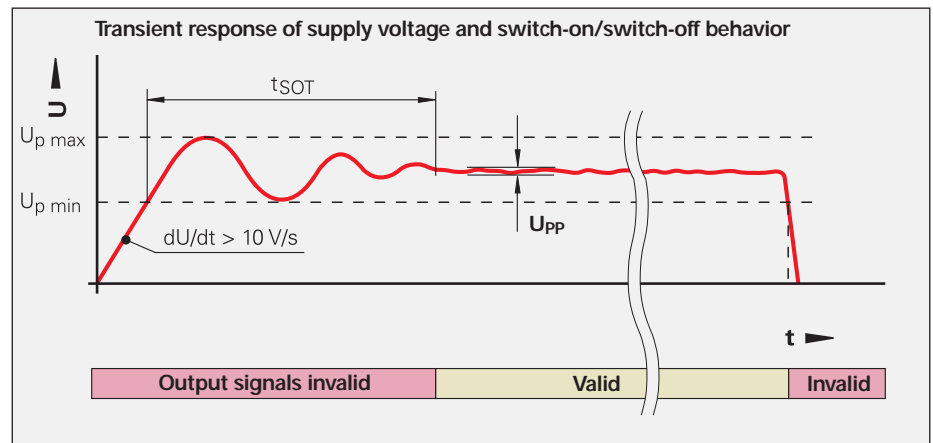 Transient response of supply voltage and switch-on/switch-off behavior
U
tSOT
Up max
Up min
dU/dt > 10 V/s
UPP
t
Output signals invalid
Valid
Invalid